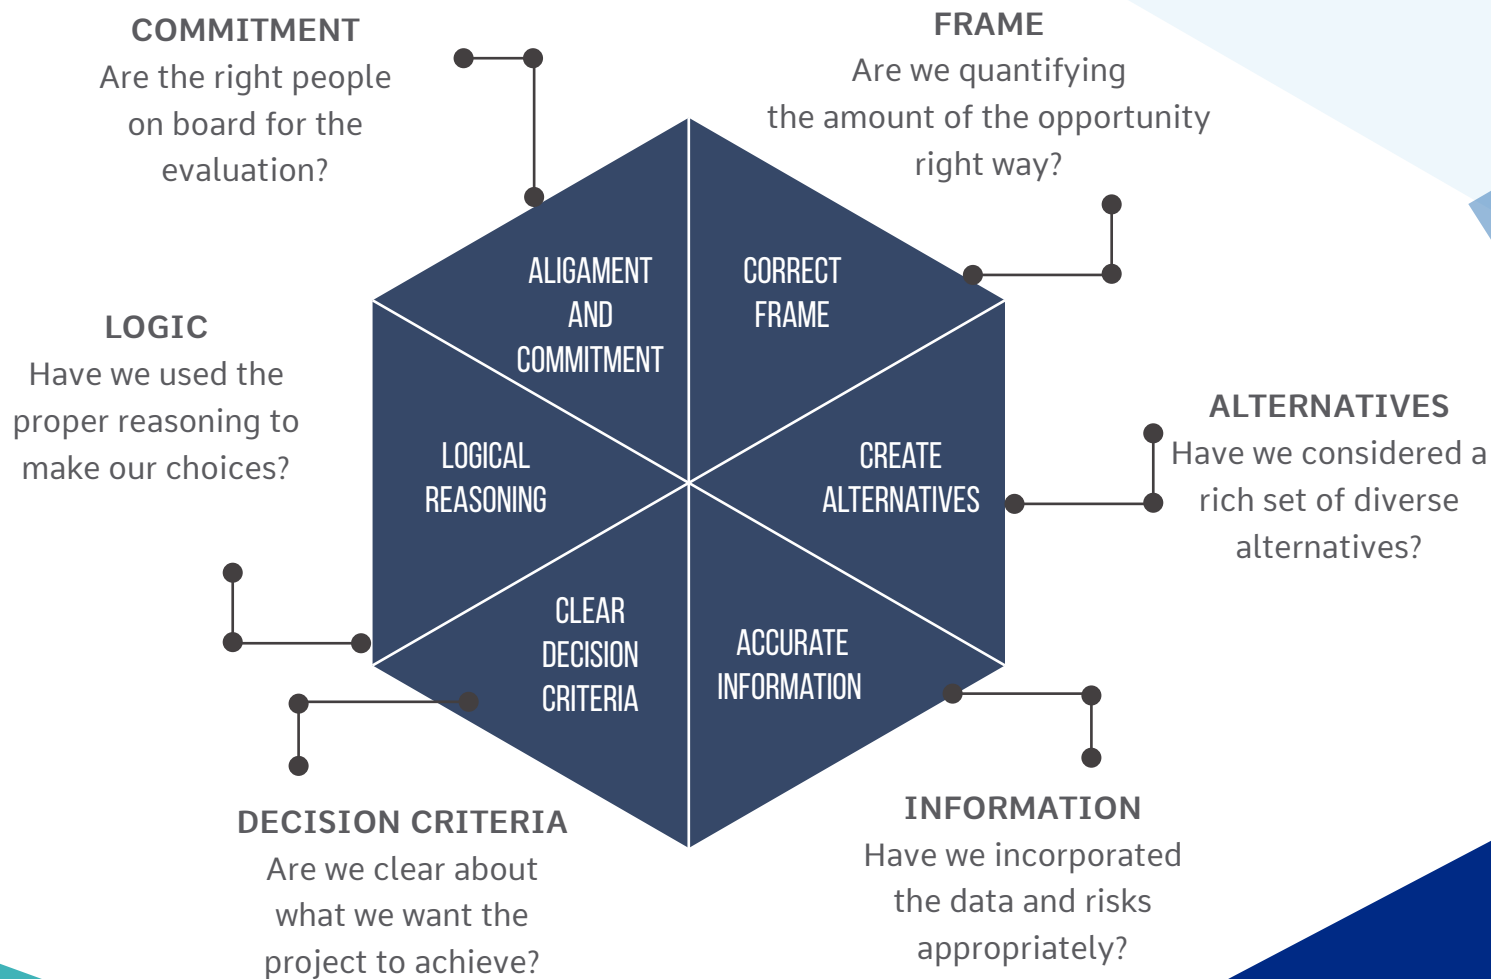 COMMITMENT
Are the right people
on board for the
evaluation?
FRAME
Are we quantifying
the amount of the opportunity
right way?
ALIGAMENT
AND
COMMITMENT
CORRECT
FRAME
LOGIC
Have we used the
proper reasoning to
make our choices?
LOGICAL
REASONING
CREATE
ALTERNATIVES
ALTERNATIVES
Have we considered a
rich set of diverse
alternatives?
CLEAR
DECISION
CRITERIA
ACCURATE
INFORMATION
DECISION CRITERIA
Are we clear about
what we want the
project to achieve?
INFORMATION
Have we incorporated
the data and risks
appropriately?